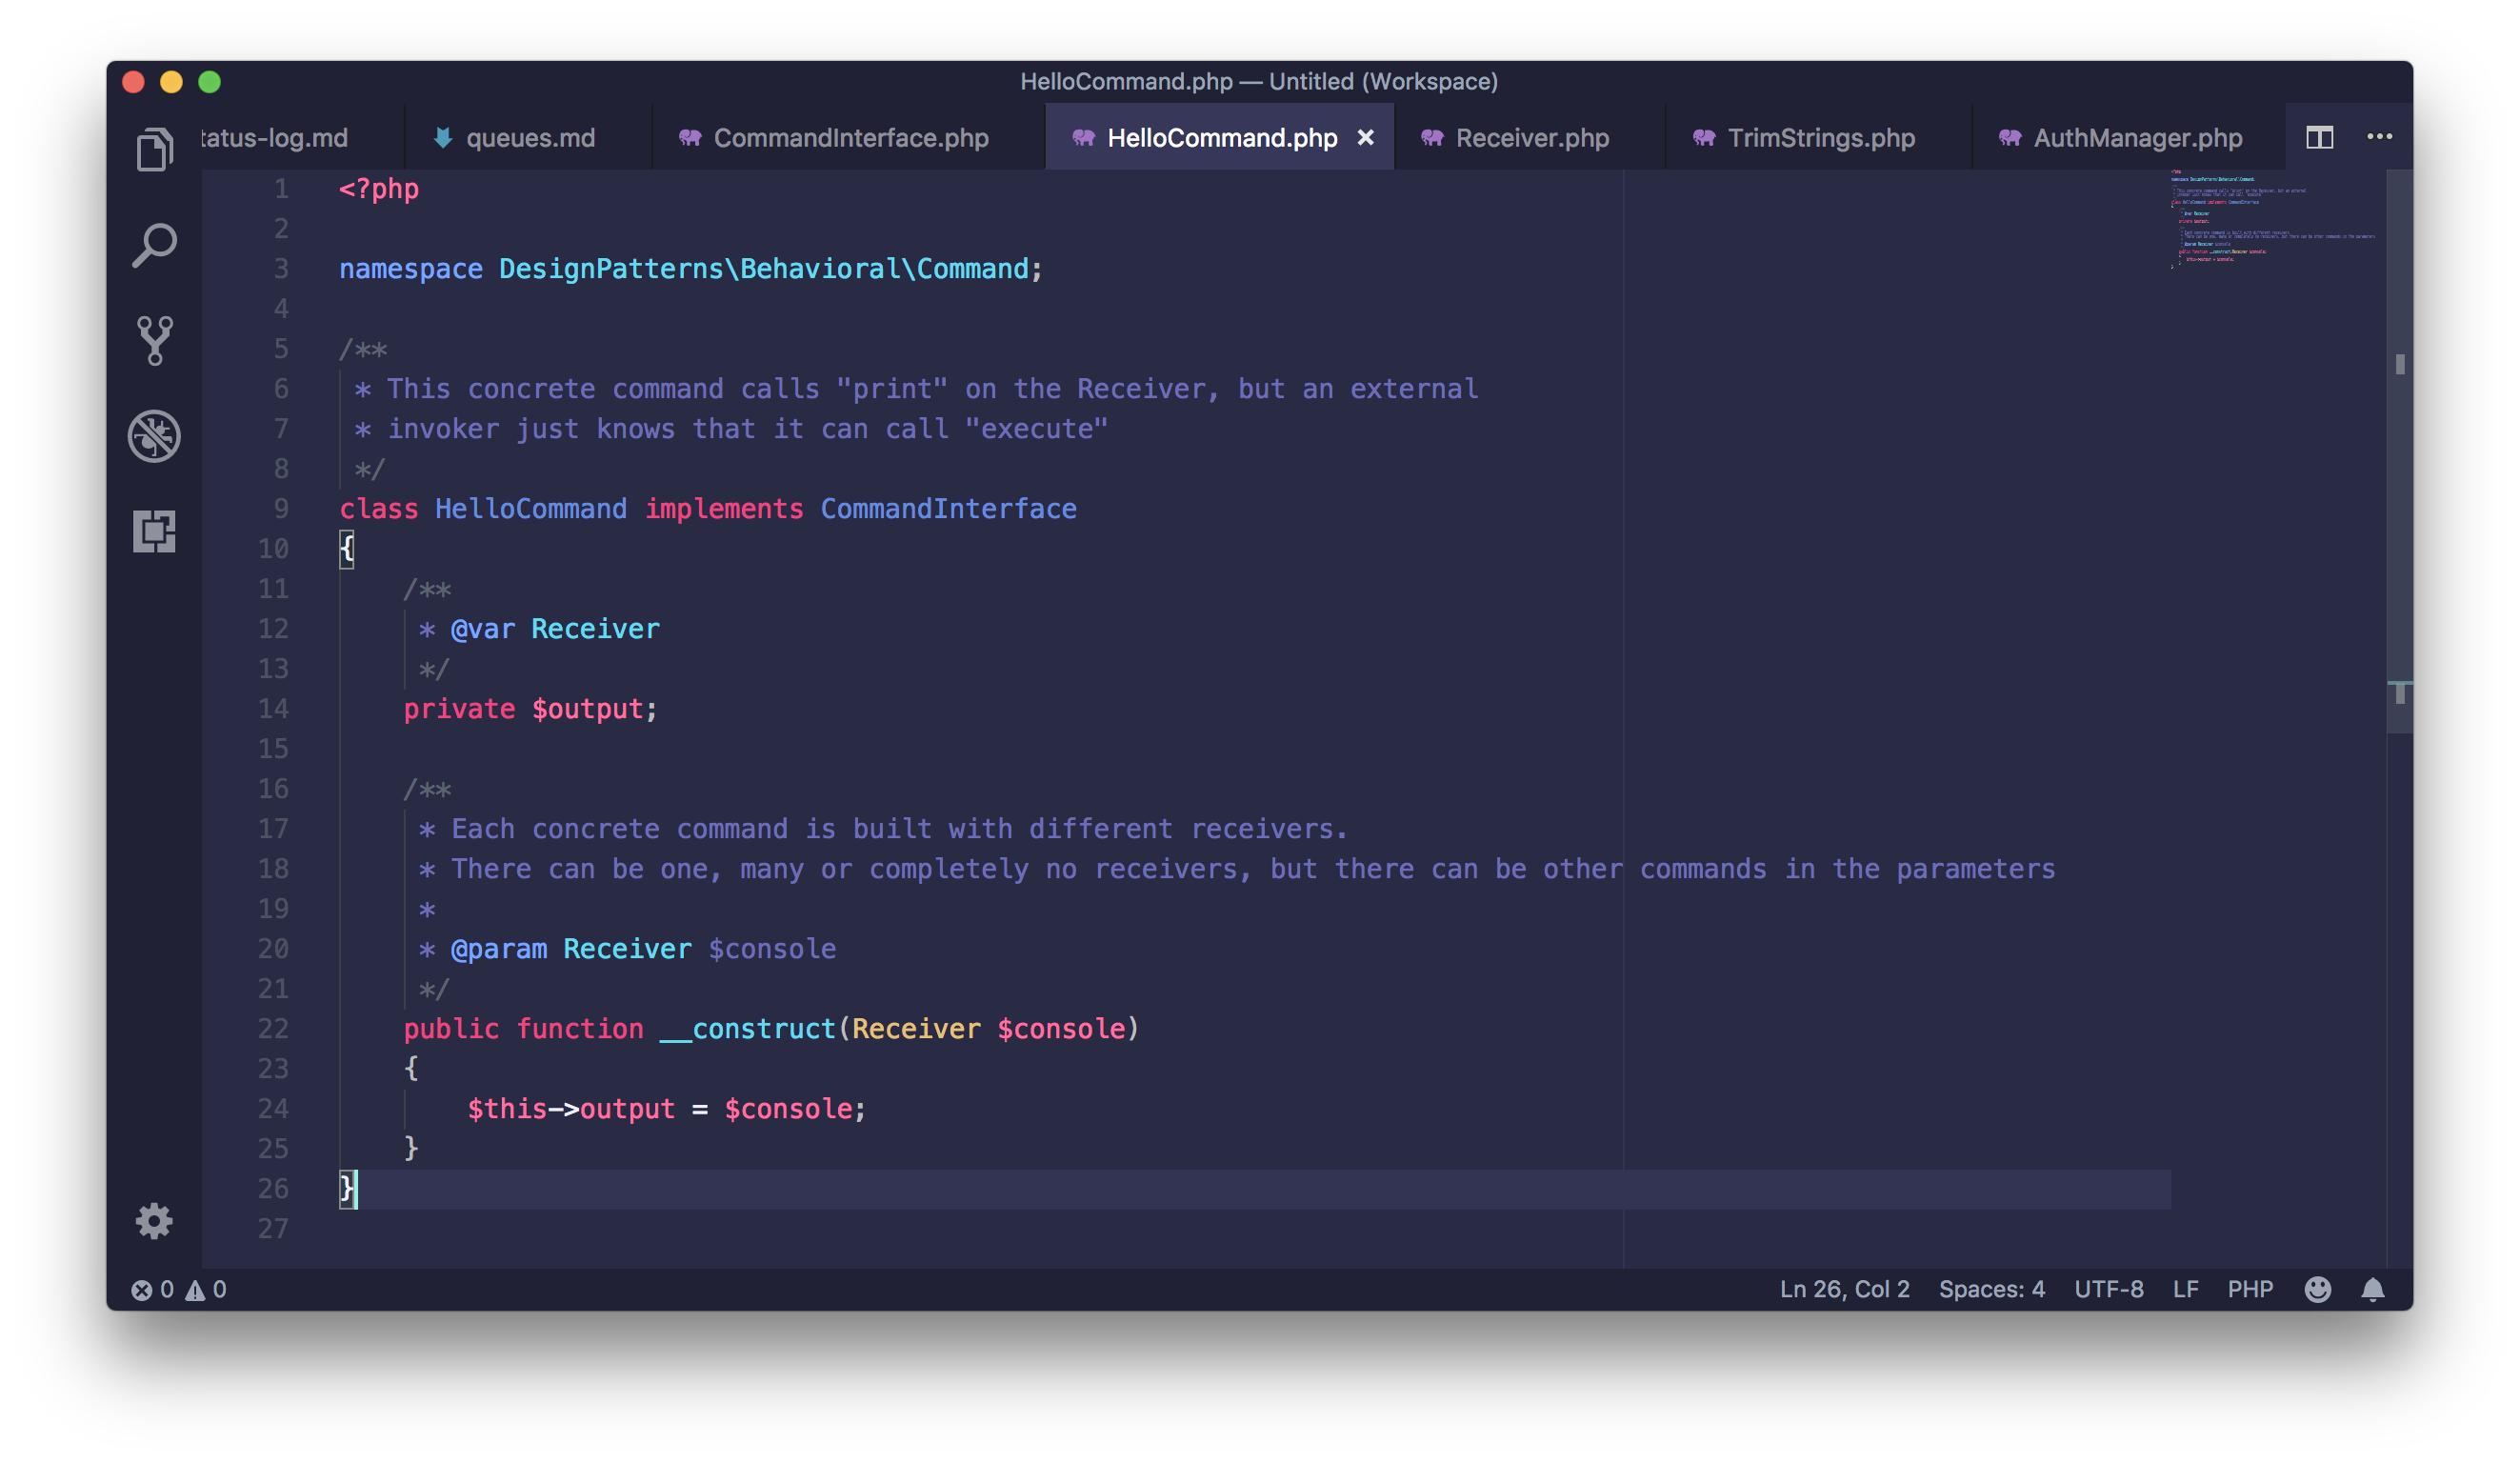 HelloCommand.php — Untitled (Workspace)
tatus-log.md queues.md CommandInterface.php HelloCommand.php Receiver.php TrimStrings.php AuthManager.php
1 <?php
2
3 namespace DesignPatterns\Behavioral\Command;
4
5 /**
6 * This concrete command calls "print" on the Receiver, but an external
7 * invoker just knows that it can call "execute"
8 */
9 class HelloCommand implements CommandInterface
10 {
11 /**
12 * @var Receiver
13 */
14 private $output;
15
16 /**
17 * Each concrete command is built with different receivers.
18 * There can be one, many or completely no receivers, but there can be other commands in the parameters
19 *
20 * @param Receiver $console
21 */
22 public function __construct(Receiver $console)
23 {
24 $this->output = $console;
25 }
26 }
27
0 0 Ln 26, Col 2 Spaces: 4 UTF-8 LF PHP